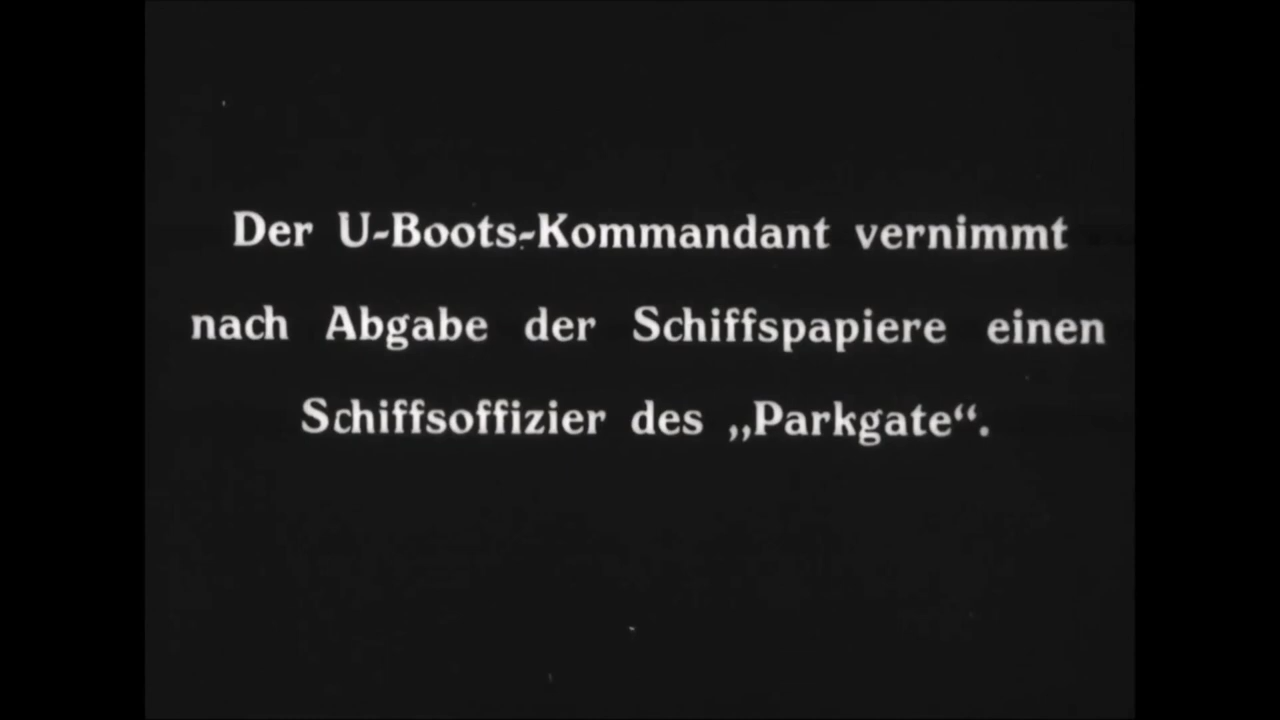 Der U-Boots-Kommandant vernimmt
nach Abgabe der Schiffspapiere einen
Schiffsoffizier des „Parkgate“.